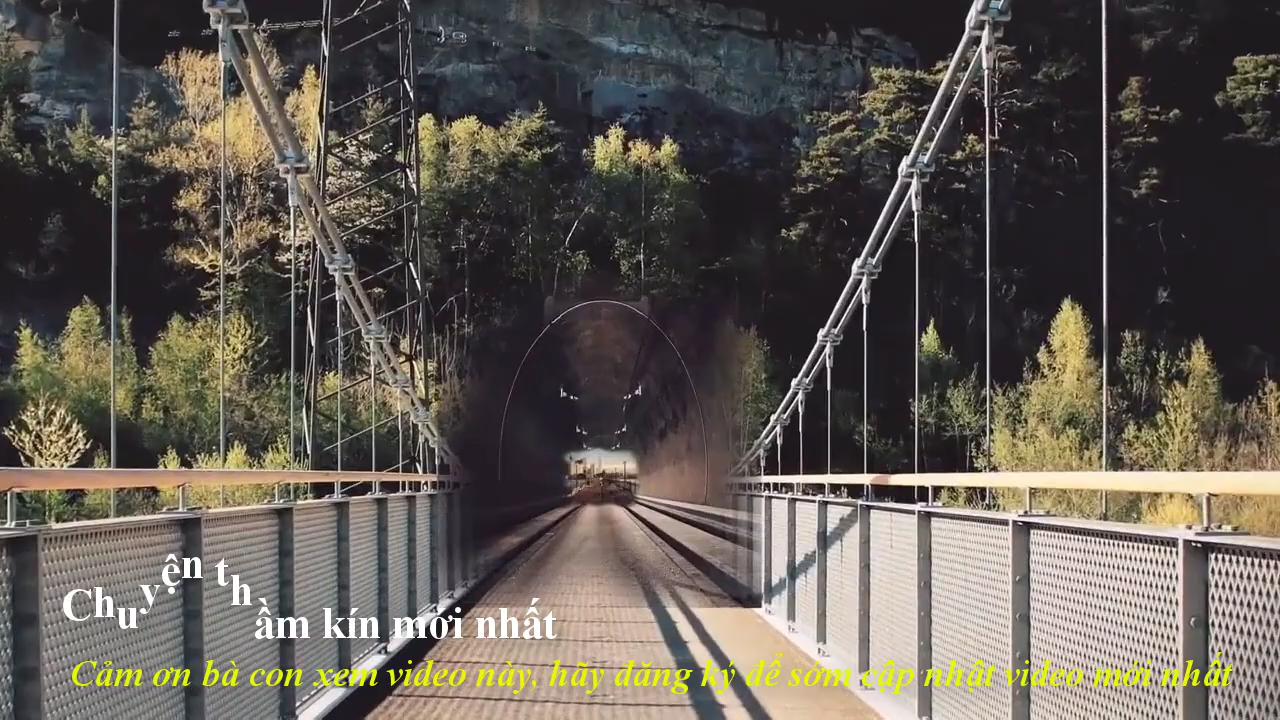 Chuyện thầm kín mới nhất
Cảm ơn bà con xem video này, hãy đăng ký để sớm cập nhật video mới nhất